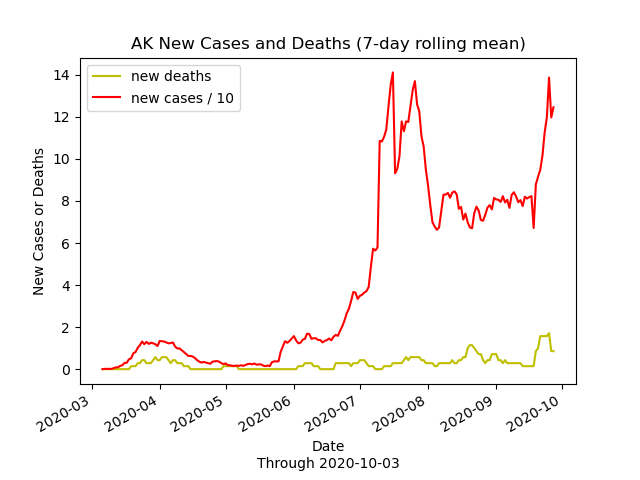 AK New Cases and Deaths (7-day rolling mean)
new deaths
new cases / 10
14
12
10
8
6
4
2
0
New Cases or Deaths
2020-03
2020-04
2020-05
2020-06
2020-07
2020-08
2020-09
2020-10
Date
Through 2020-10-03